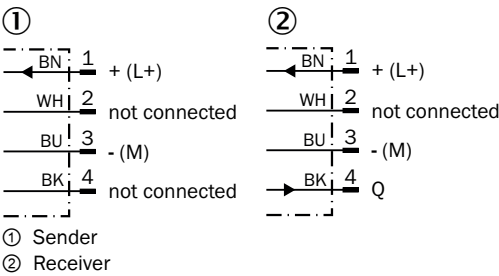 ① ②
BN 1 + (L+)
WH 2 not connected
BU 3 - (M)
BK 4 not connected
BN 1 + (L+)
WH 2 not connected
BU 3 - (M)
BK 4 Q
① Sender
② Receiver